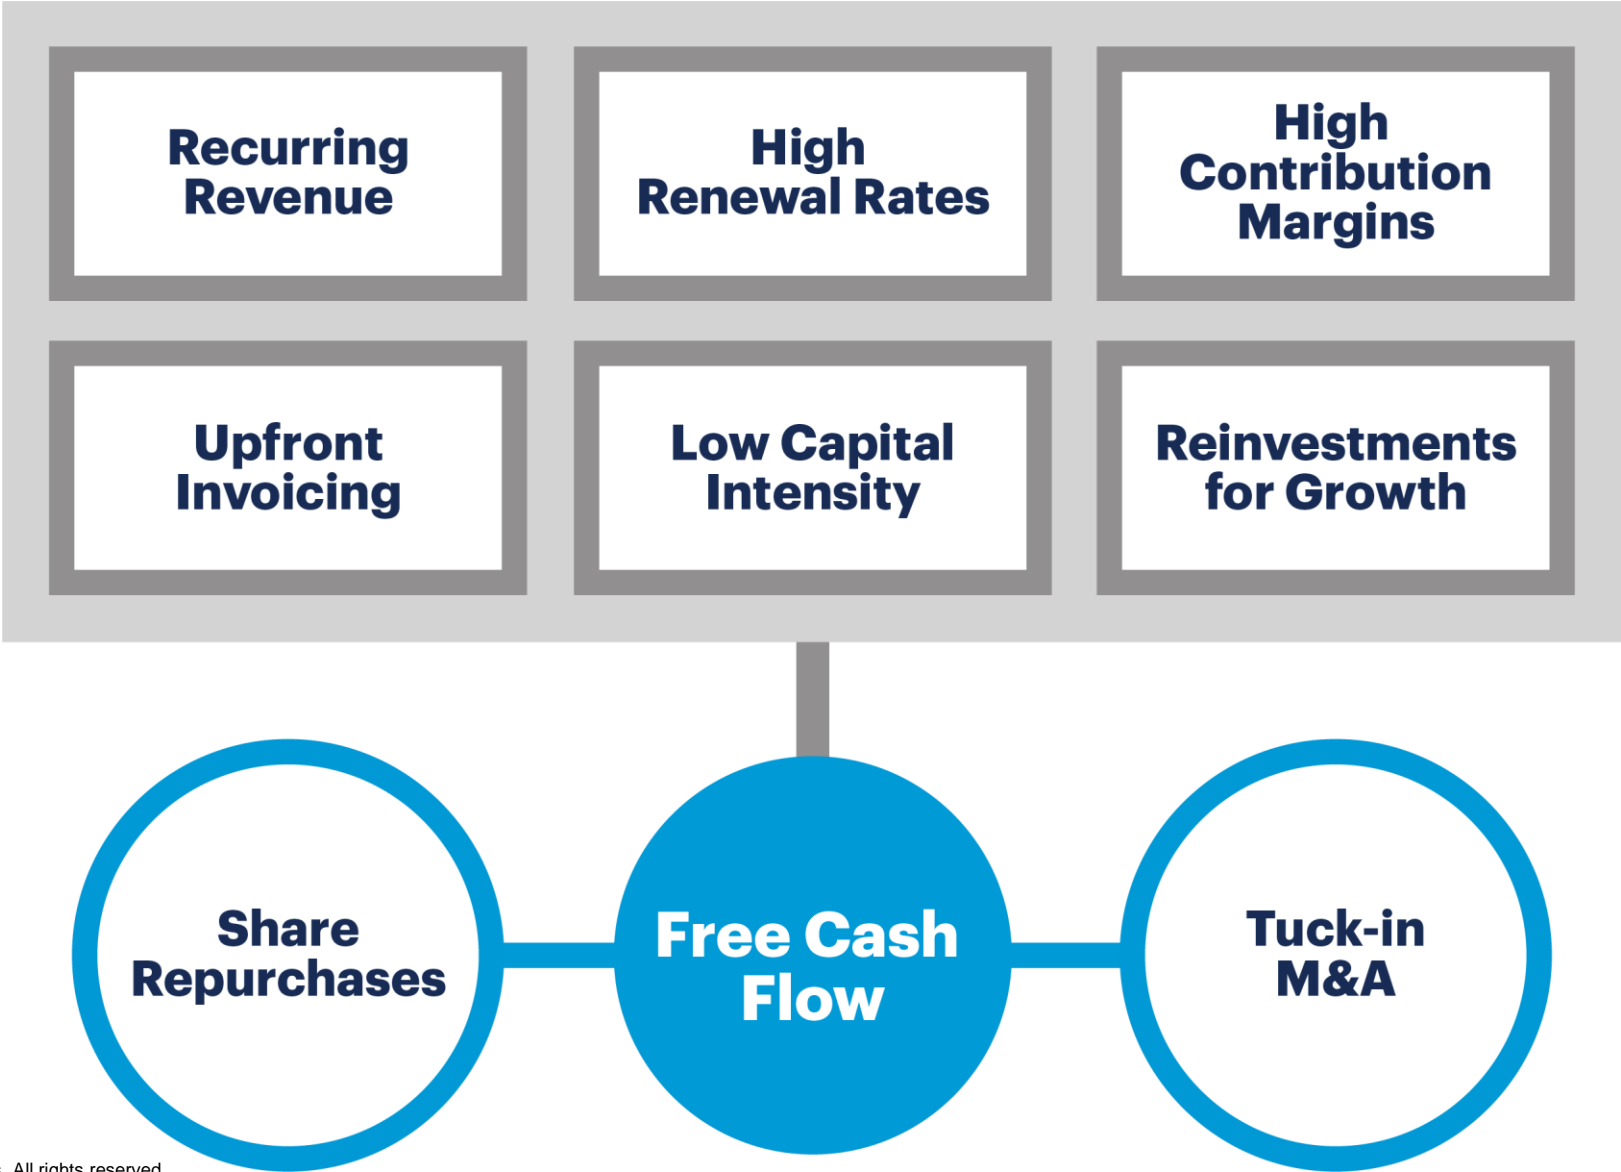 Recurring
Revenue
High
Renewal Rates
High
Contribution
Margins
Upfront
Invoicing
Low Capital
Intensity
Reinvestments
for Growth
Share
Repurchases
Free Cash
Flow
Tuck-in
M&A
All rights reserved